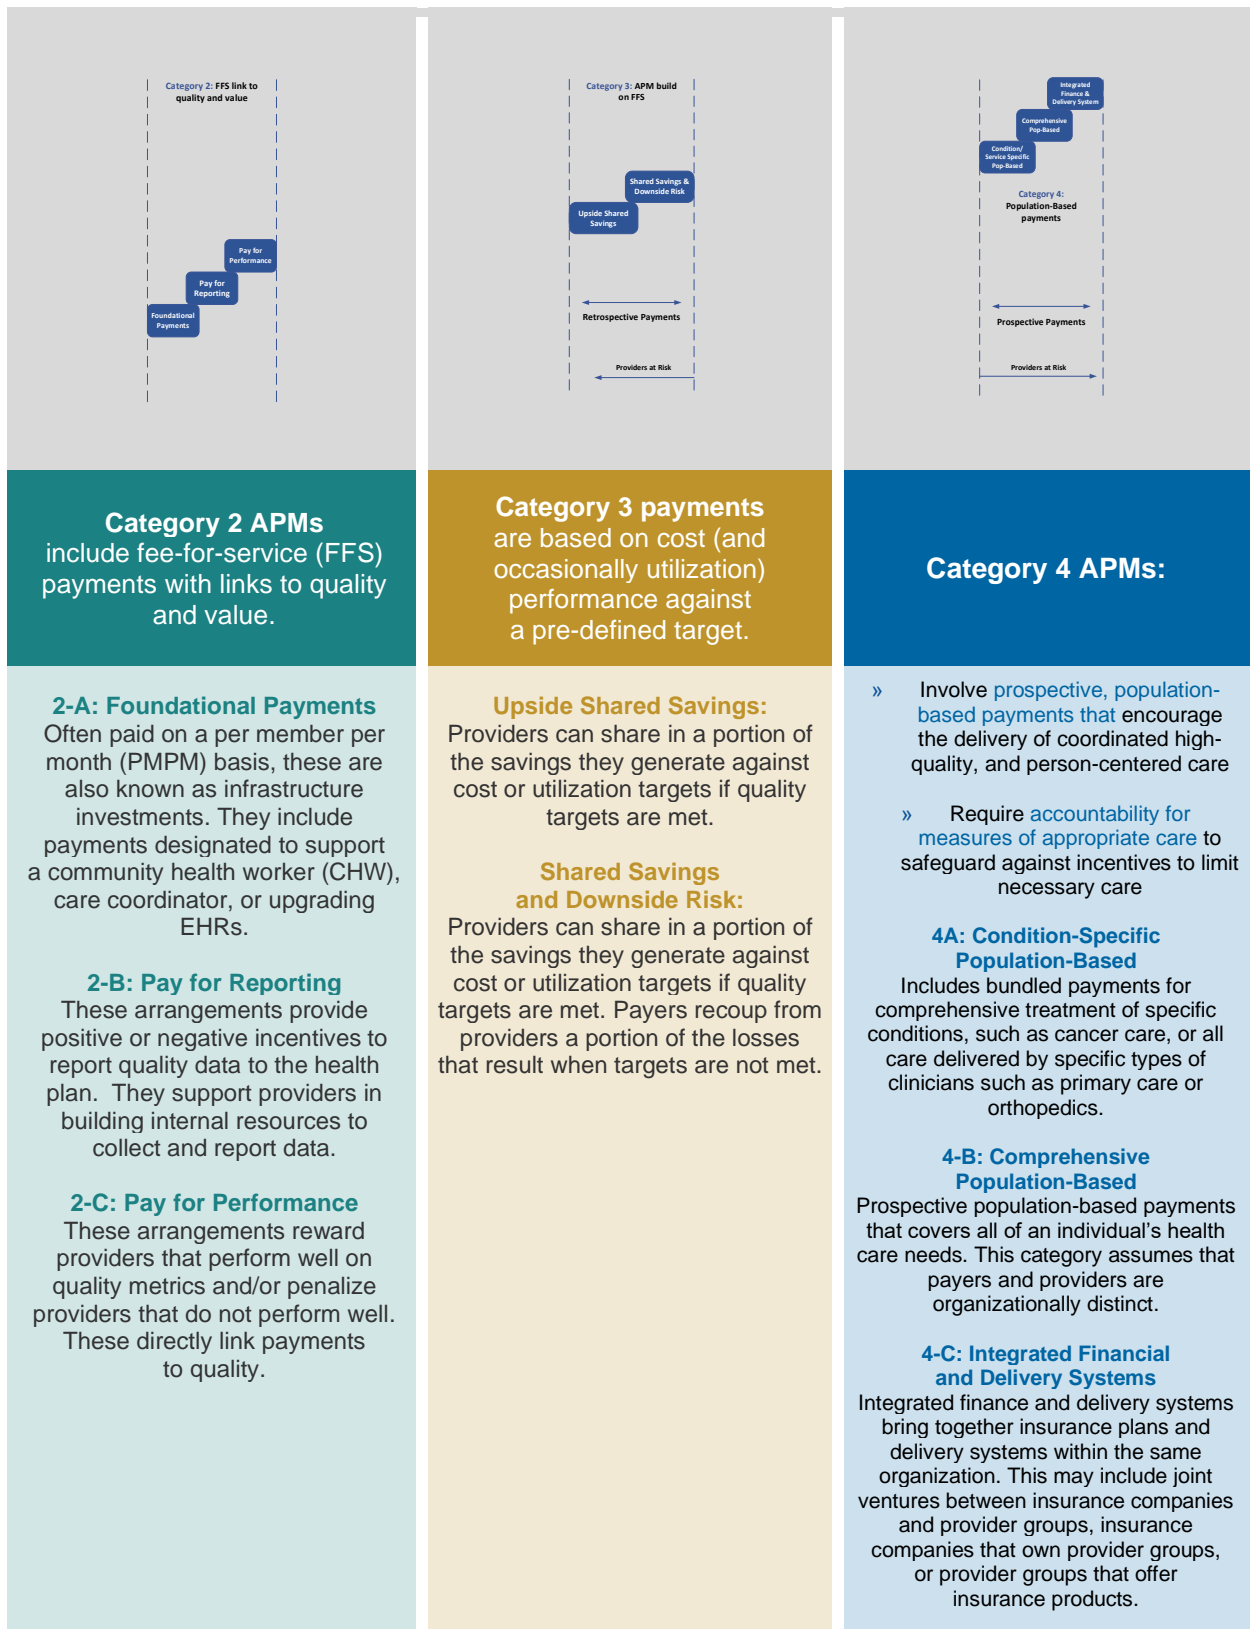 Category 2: FFS link to
quality and value
Pay for
Performance
Pay for
Reporting
Foundational
Payments
Category 2 APMs
include fee-for-service (FFS)
payments with links to quality
and value.
2-A: Foundational Payments
Often paid on a per member per
month (PMPM) basis, these are
also known as infrastructure
investments. They include
payments designated to support
a community health worker (CHW),
care coordinator, or upgrading
EHRs.
2-B: Pay for Reporting
These arrangements provide
positive or negative incentives to
report quality data to the health
plan.  They support providers in
building internal resources to
collect and report data.
2-C: Pay for Performance
These arrangements reward
providers that perform well on
quality metrics and/or penalize
providers that do not perform well.
These directly link payments
to quality.
Category 3: APM build
on FFS
Shared Savings &
Downside Risk
Upside Shared
Savings
Retrospective Payments
Providers at Risk
Category 3 payments
are based on cost (and
occasionally utilization)
performance against
a pre-defined target.
Upside Shared Savings:
Providers can share in a portion of
the savings they generate against
cost or utilization targets if quality
targets are met.
Shared Savings
and Downside Risk:
Providers can share in a portion of
the savings they generate against
cost or utilization targets if quality
targets are met. Payers recoup from
providers a portion of the losses
that result when targets are not met.
Integrated
Finance &
Delivery System
Comprehensive
Pop-Based
Condition/
Service Specific
Pop-Based
Category 4:
Population-Based
payments
Prospective Payments
Providers at Risk
Category 4 APMs:
» Involve prospective, population-
based payments that encourage
the delivery of coordinated high-
quality, and person-centered care
» Require accountability for
measures of appropriate care to
safeguard against incentives to limit
necessary care
4A: Condition-Specific
Population-Based
Includes bundled payments for
comprehensive treatment of specific
conditions, such as cancer care, or all
care delivered by specific types of
clinicians such as primary care or
orthopedics.
4-B: Comprehensive
Population-Based
Prospective population-based payments
that covers all of an individual’s health
care needs. This category assumes that
payers and providers are
organizationally distinct.
4-C: Integrated Financial
and Delivery Systems
Integrated finance and delivery systems
bring together insurance plans and
delivery systems within the same
organization. This may include joint
ventures between insurance companies
and provider groups, insurance
companies that own provider groups,
or provider groups that offer
insurance products.